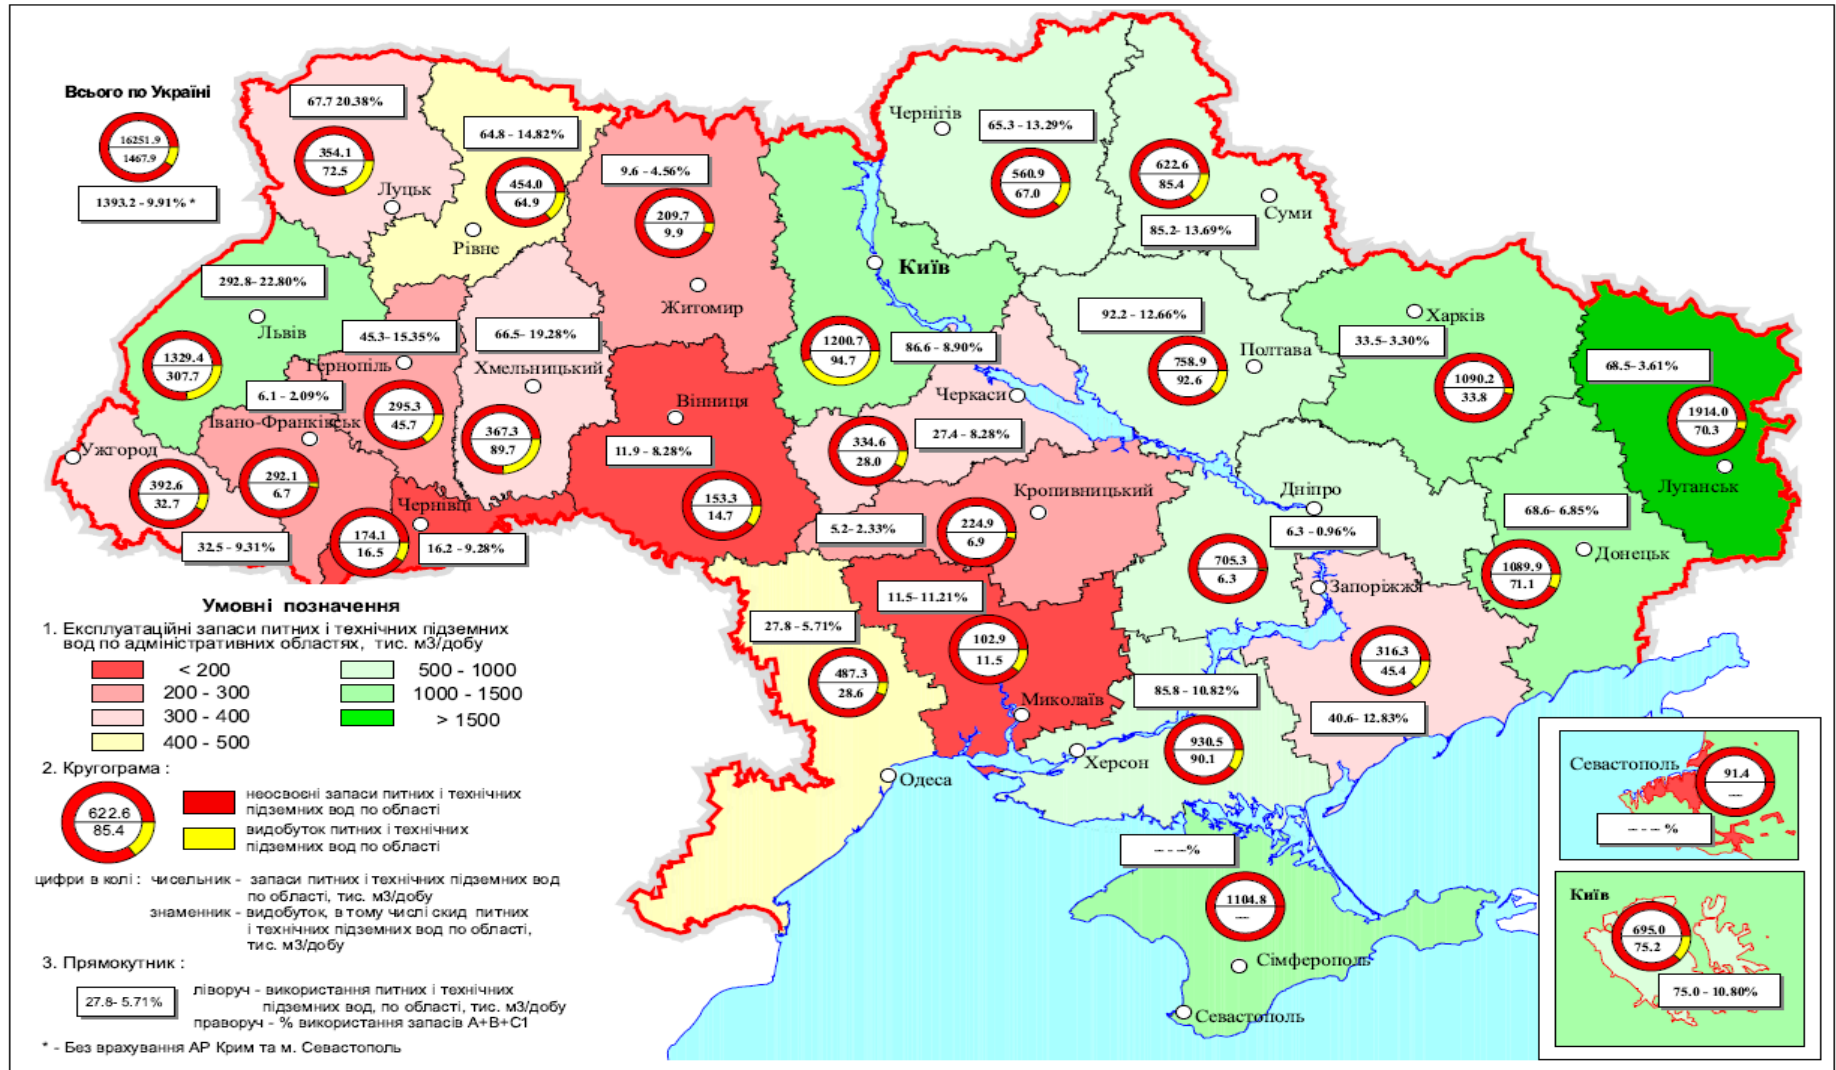 Всього по Україні
16251.9
1467.9
1393.2 - 9.91% *
67.7 20.38%
354.1
72.5
Луцьк
64.8 - 14.82%
454.0
64.9
Рівне
9.6 - 4.56%
209.7
9.9
Житомир
Чернігів
65.3 - 13.29%
560.9
67.0
622.6
85.4
Суми
85.2- 13.69%
292.8- 22.80%
Львів
1329.4
307.7
45.3- 15.35%
Тернопіль
295.3
45.7
66.5- 19.28%
Хмельницький
367.3
89.7
Київ
1200.7
94.7
86.6 - 8.90%
92.2 - 12.66%
758.9
92.6
Полтава
Харків
33.5- 3.30%
1090.2
33.8
68.5- 3.61%
1914.0
70.3
Луганськ
6.1 - 2.09%
Івано-Франківськ
292.1
6.7
Ужгород
392.6
32.7
32.5 - 9.31%
Чернівці
174.1
16.5
16.2 - 9.28%
Вінниця
11.9 - 8.28%
153.3
14.7
Черкаси
334.6
28.0
27.4 - 8.28%
Кропивницький
5.2- 2.33%
224.9
6.9
Дніпро
6.3 - 0.96%
705.3
6.3
68.6- 6.85%
Донецьк
1089.9
71.1
Запоріжжя
316.3
45.4
40.6- 12.83%
11.5- 11.21%
102.9
11.5
Миколаїв
27.8 - 5.71%
487.3
28.6
Одеса
85.8 - 10.82%
930.5
90.1
Херсон
– - –%
1104.8
—
Сімферополь
Севастополь
Умовні позначення
1. Експлуатаційні запаси питних і технічних підземних
вод по адміністративних областях, тис. м3/добу
< 200
200 - 300
300 - 400
400 - 500
500 - 1000
1000 - 1500
> 1500
2. Кругограма :
622.6
85.4
неосвоєні запаси питних і технічних
підземних вод по області
видобуток питних і технічних
підземних вод по області
цифри в колі : чисельник - запаси питних і технічних підземних вод
по області, тис. м3/добу
знаменник - видобуток, в тому числі скид питних
і технічних підземних вод по області,
тис. м3/добу
3. Прямокутник :
27.8- 5.71%
ліворуч - використання питних і технічних
підземних вод, по області, тис. м3/добу
праворуч - % використання запасів А+В+С1
* - Без врахування АР Крим та м. Севастополь
Севастополь
91.4
—
– - – %
Київ
695.0
75.2
75.0 - 10.80%